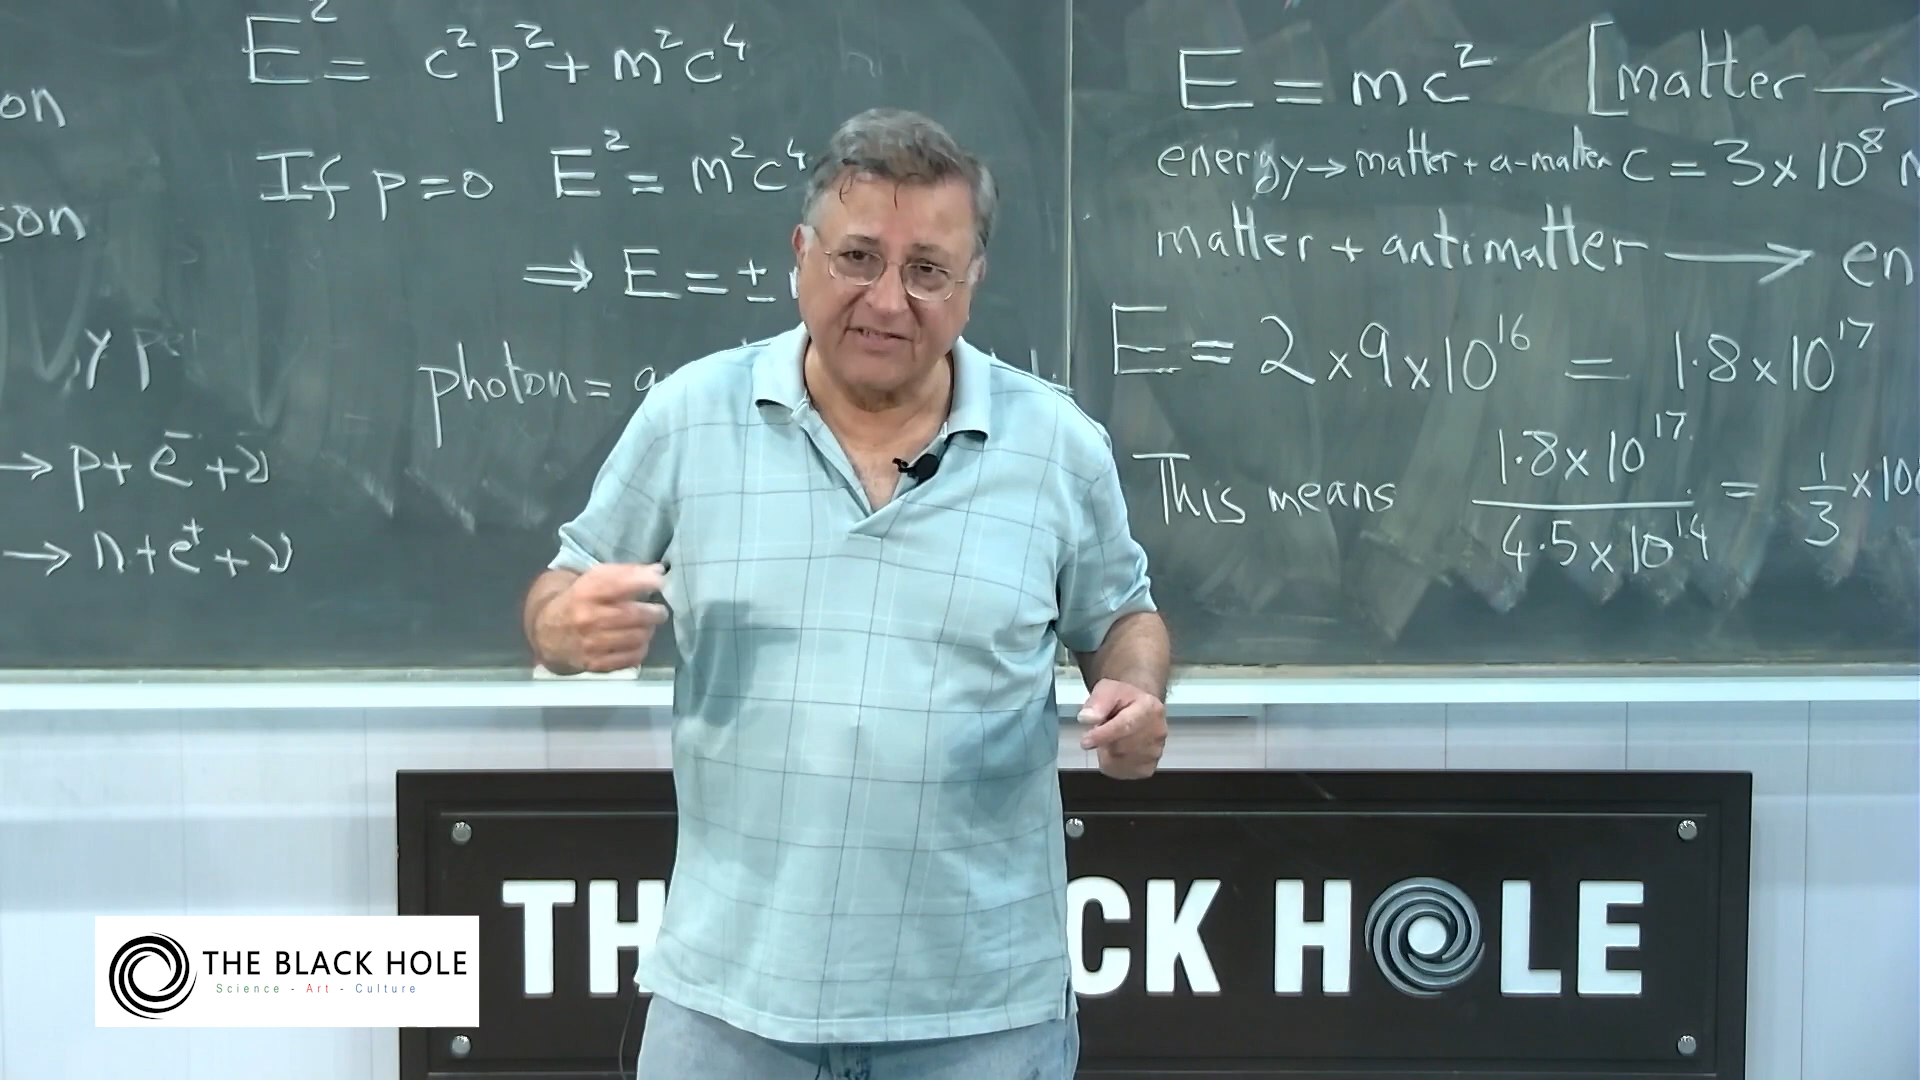 E² = c²p² + m²c⁴
If p=0 E² = m²c⁴
⇒ E = ±
photon =
→ p + e⁻ + ν̄
→ n + e⁺ + ν
E = mc² [matter →
energy → matter + a-matter c = 3 x 10⁸
matter + antimatter → en
E = 2 x 9 x 10¹⁶ = 1.8 x 10¹⁷
This means 1.8 x 10¹⁷ / 4.5 x 10¹⁴ = 1/3 x 10
THE BLACK HOLE
Science - Art - Culture
TH CK HOLE